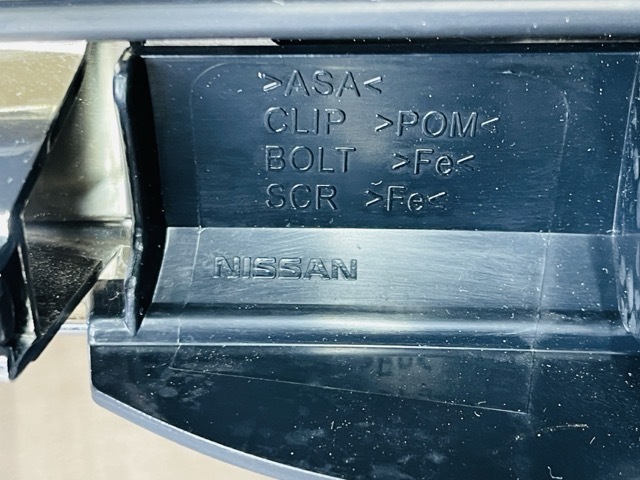 >ASA<
CLIP >POM<
BOLT >Fe<
SCR >Fe<
NISSAN